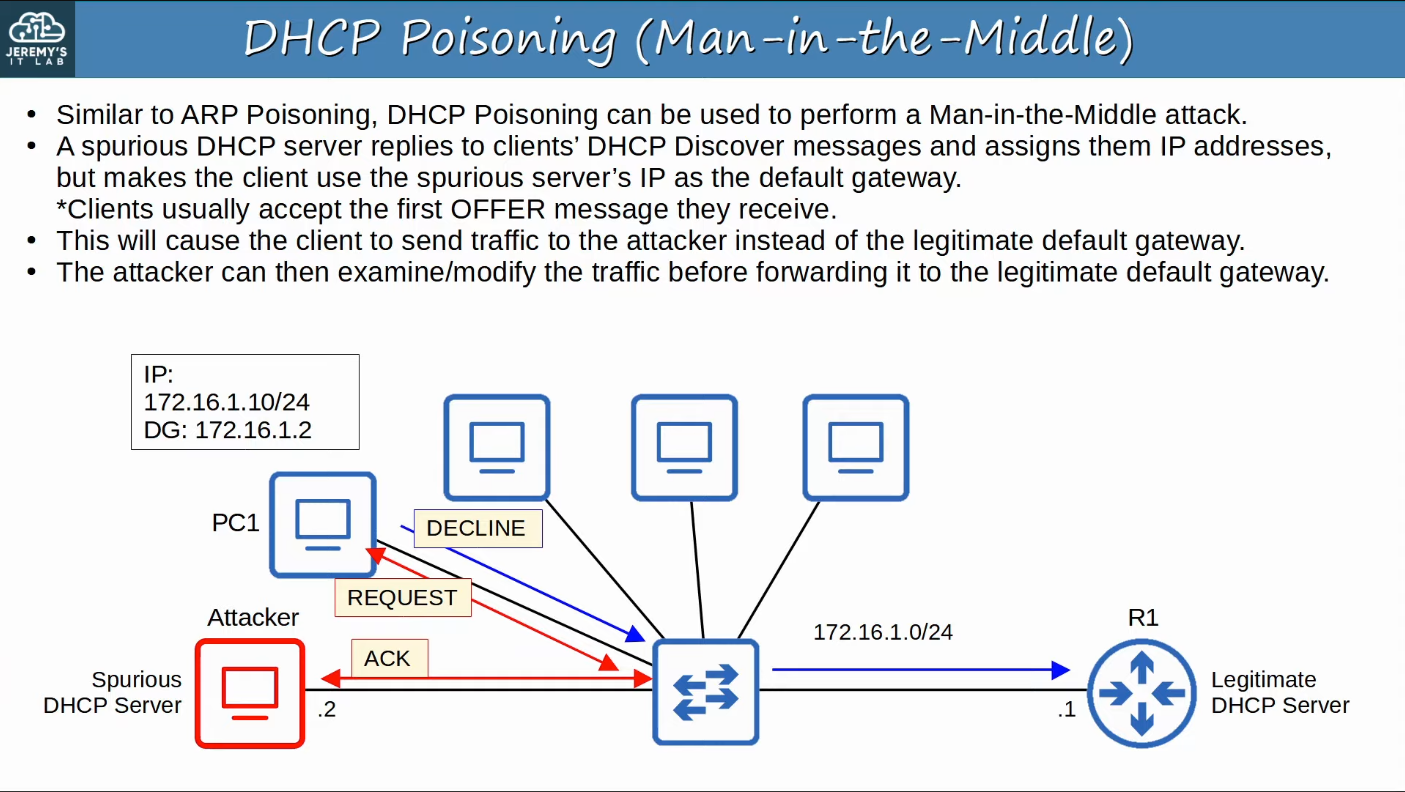 JEREMY'S
IT LAB
DHCP Poisoning (Man-in-the-Middle)
• Similar to ARP Poisoning, DHCP Poisoning can be used to perform a Man-in-the-Middle attack.
• A spurious DHCP server replies to clients’ DHCP Discover messages and assigns them IP addresses,
but makes the client use the spurious server’s IP as the default gateway.
*Clients usually accept the first OFFER message they receive.
• This will cause the client to send traffic to the attacker instead of the legitimate default gateway.
• The attacker can then examine/modify the traffic before forwarding it to the legitimate default gateway.
IP:
172.16.1.10/24
DG: 172.16.1.2
PC1
DECLINE
REQUEST
Attacker
ACK
172.16.1.0/24
R1
Spurious
DHCP Server
.2
.1
Legitimate
DHCP Server